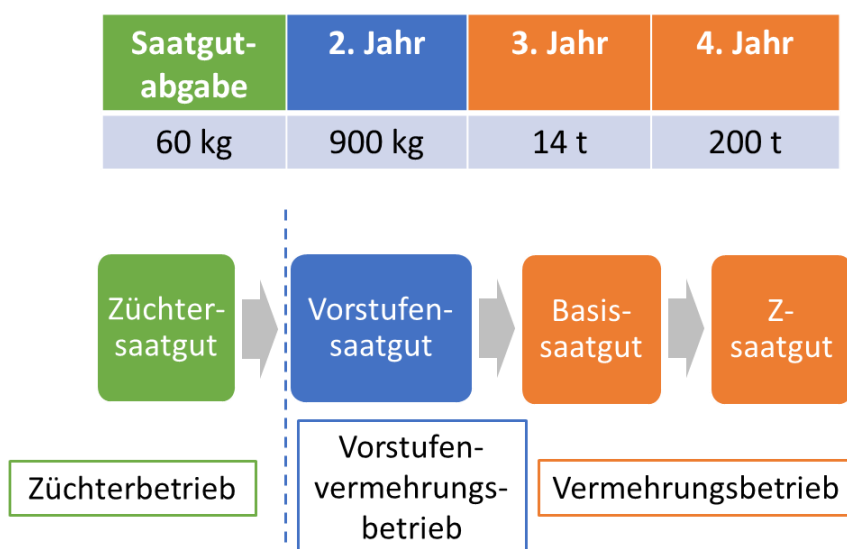 Saatgut-
abgabe
2. Jahr
3. Jahr
4. Jahr
60 kg
900 kg
14 t
200 t
Züchter-
saatgut
Vorstufen-
saatgut
Basis-
saatgut
Z-
saatgut
Züchterbetrieb
Vorstufen-
vermehrungs-
betrieb
Vermehrungsbetrieb